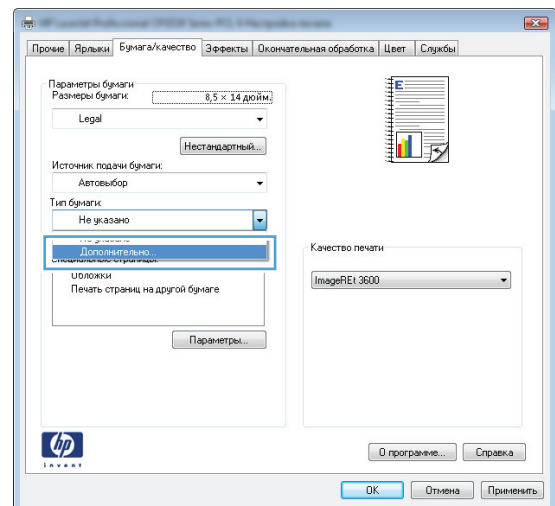 Прочие Ярлыки Бумага/качество Эффекты Окончательная обработка Цвет Службы
Параметры бумаги
Размеры бумаги: 8,5 × 14 дюйм.
Legal
Нестандартный...
Источник подачи бумаги:
Автовыбор
Тип бумаги:
Не указано
Дополнительно...
Обложки
Печать страниц на другой бумаге
Параметры...
E
Качество печати
ImageREt 3600
hp
invent
О программе... Справка
OK Отмена Применить